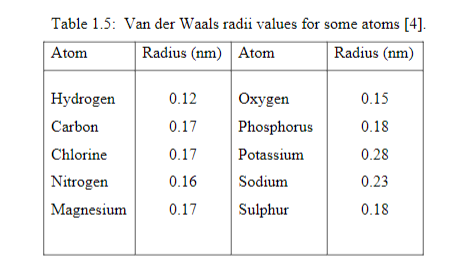 Table 1.5: Van der Waals radii values for some atoms [4].
Atom Radius (nm) Atom Radius (nm)
Hydrogen 0.12 Oxygen 0.15
Carbon 0.17 Phosphorus 0.18
Chlorine 0.17 Potassium 0.28
Nitrogen 0.16 Sodium 0.23
Magnesium 0.17 Sulphur 0.18